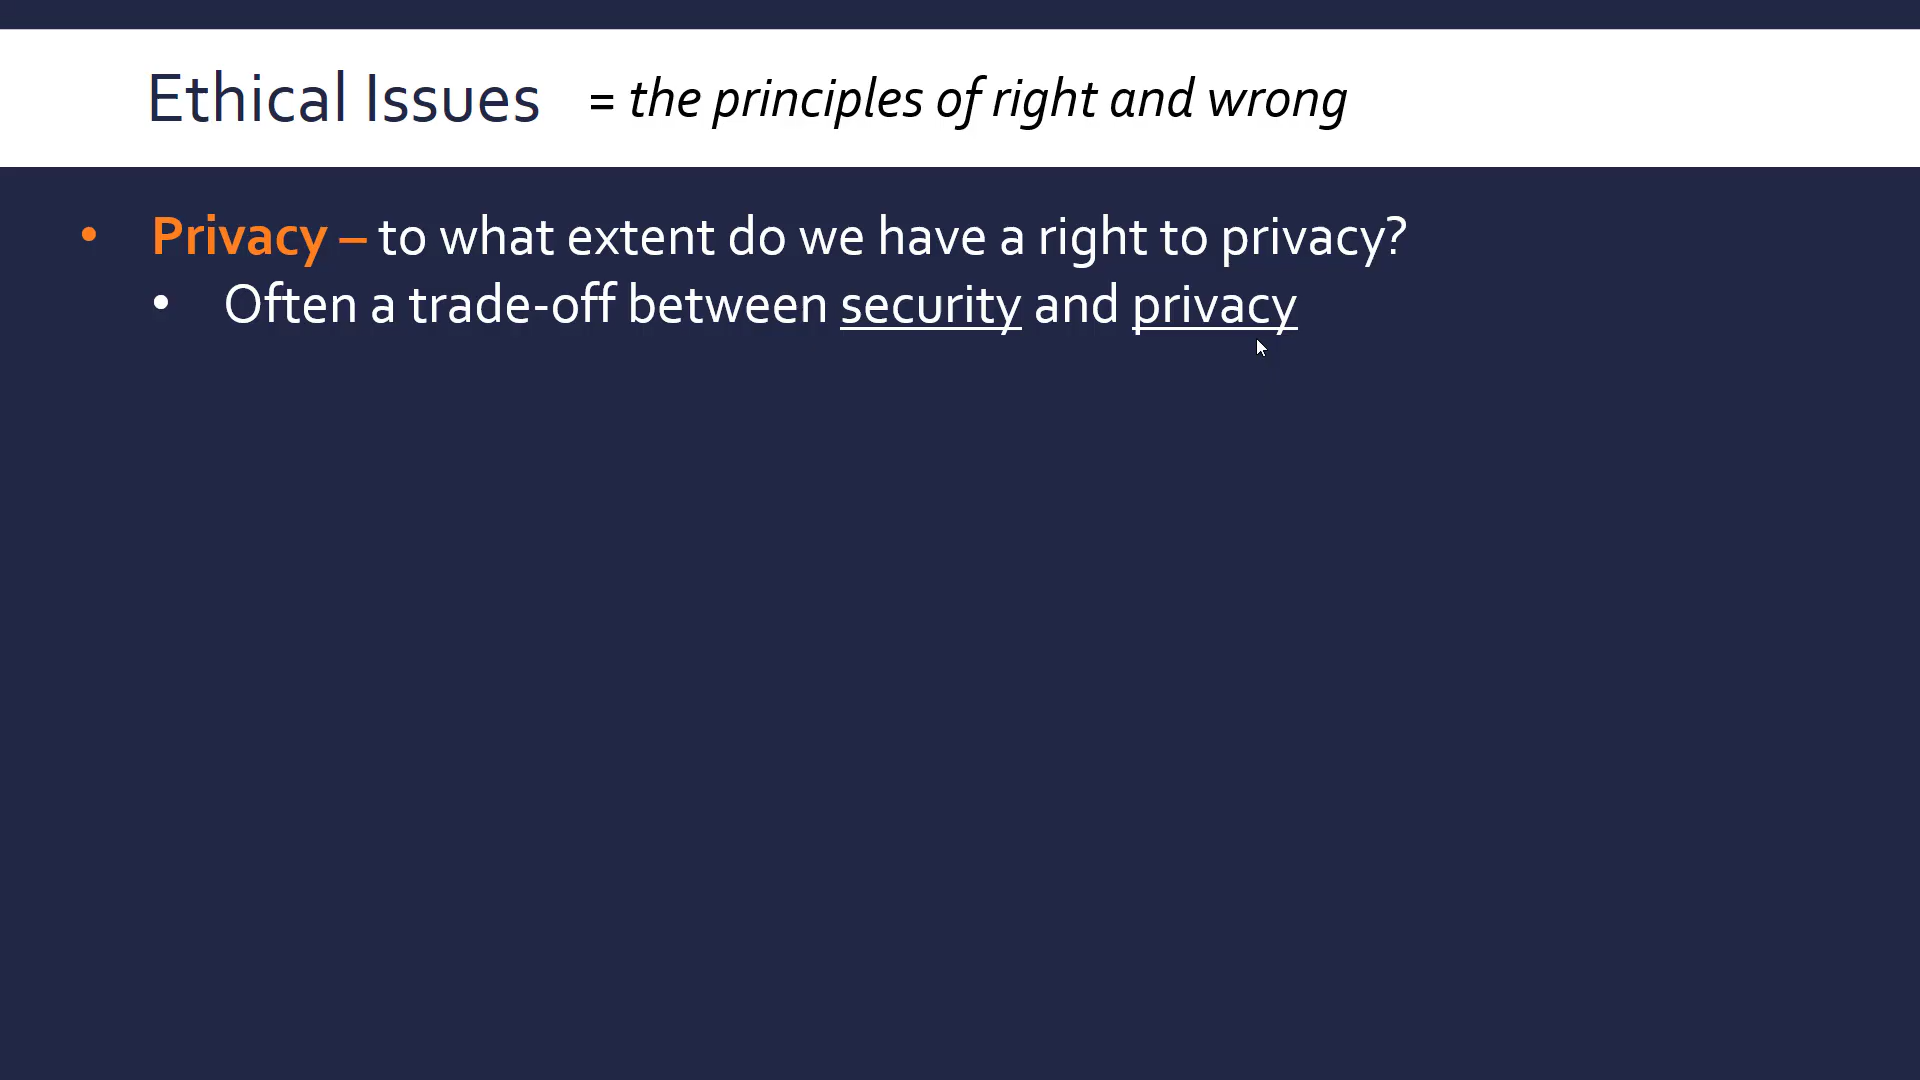 Ethical Issues = the principles of right and wrong
• Privacy – to what extent do we have a right to privacy?
• Often a trade-off between security and privacy